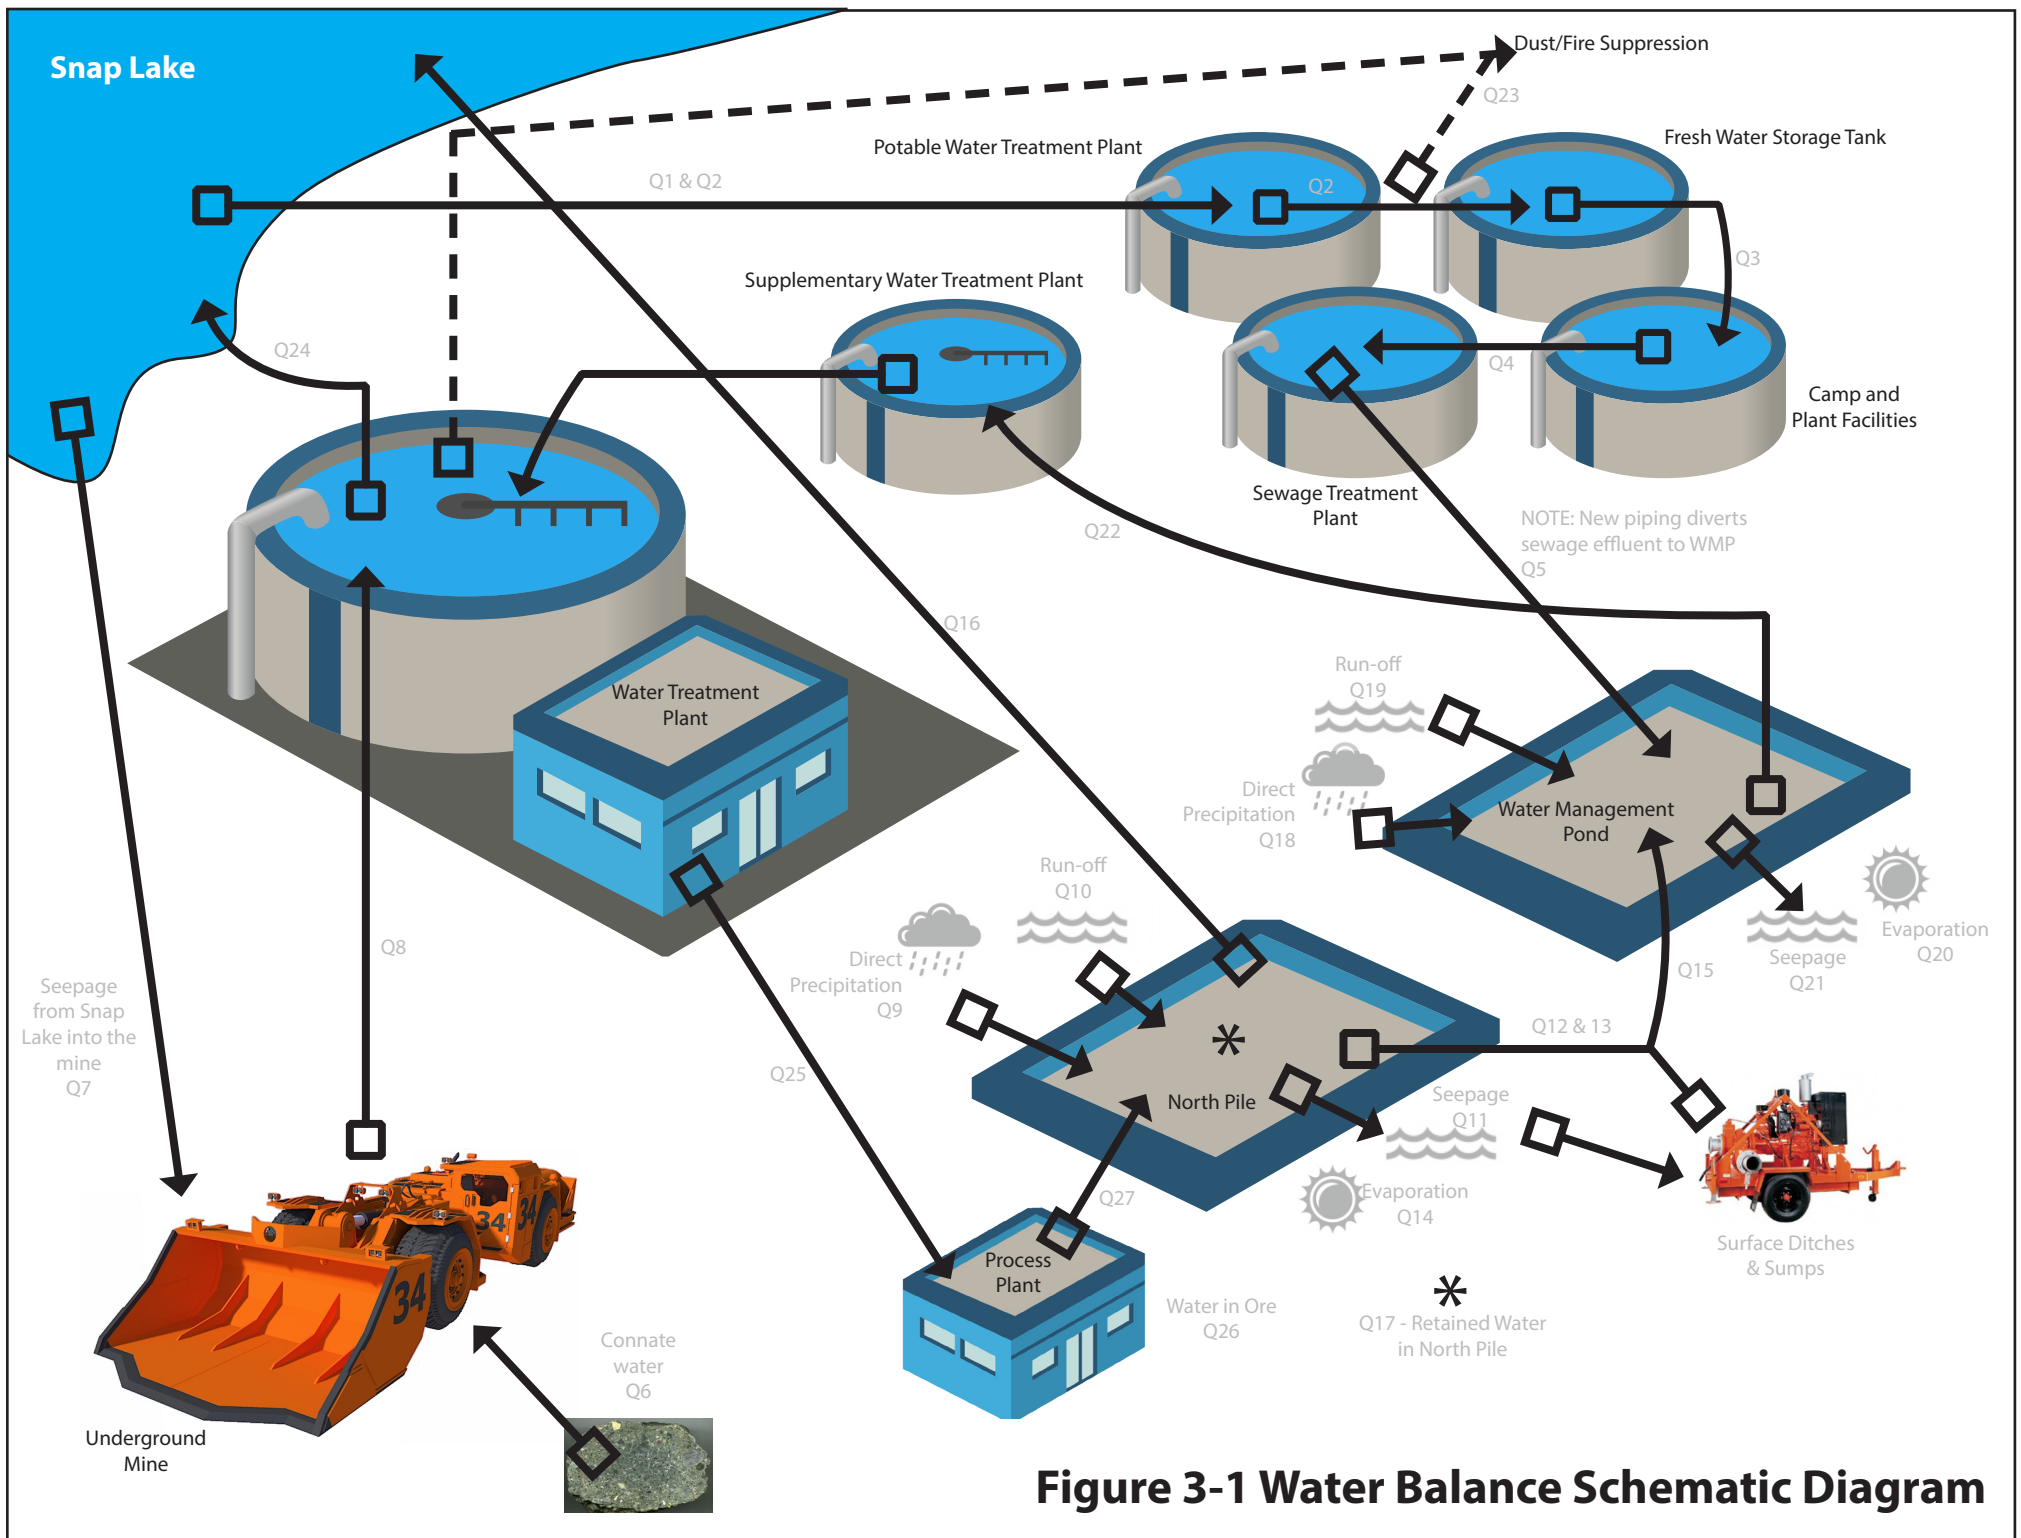 Snap Lake
Dust/Fire Suppression
Q23
Potable Water Treatment Plant
Fresh Water Storage Tank
Q1 & Q2
Q2
Q3
Supplementary Water Treatment Plant
Q24
Q4
Camp and
Plant Facilities
Sewage Treatment
Plant
Q22
NOTE: New piping diverts
sewage effluent to WMP
Q5
Q16
Run-off
Q19
Water Treatment
Plant
Direct
Precipitation
Q18
Water Management
Pond
Run-off
Q10
Q8
Direct
Precipitation
Q9
Evaporation
Q20
Seepage
Q21
Q15
Seepage
from Snap
Lake into the
mine
Q7
Q12 & 13
Q25
*
North Pile
Seepage
Q11
Q27
Evaporation
Q14
34
34
34
Process
Plant
Surface Ditches
& Sumps
*
Water in Ore
Q26
Q17 - Retained Water
in North Pile
Connate
water
Q6
Underground
Mine
Figure 3-1 Water Balance Schematic Diagram